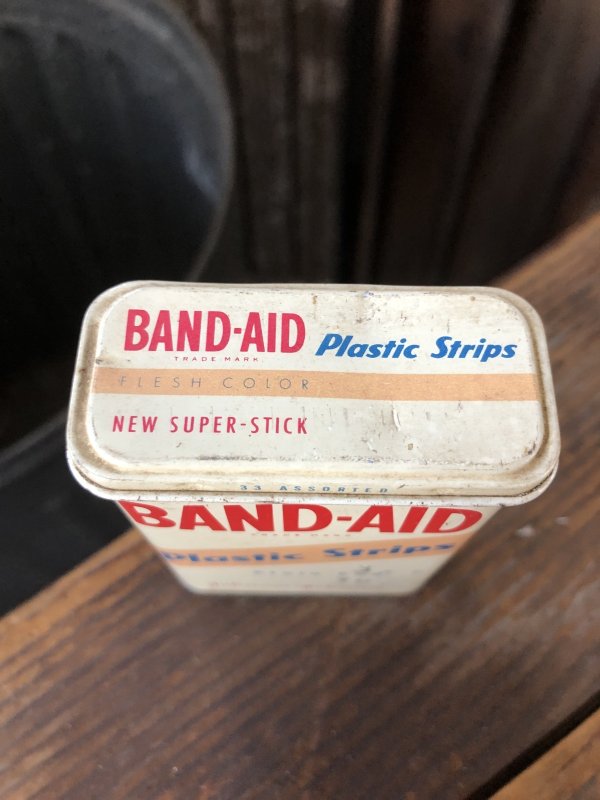 BAND-AID Plastic Strips
TRADE MARK
FLESH COLOR
NEW SUPER-STICK
33 ASSORTED
BAND-AID
Plastic Strips